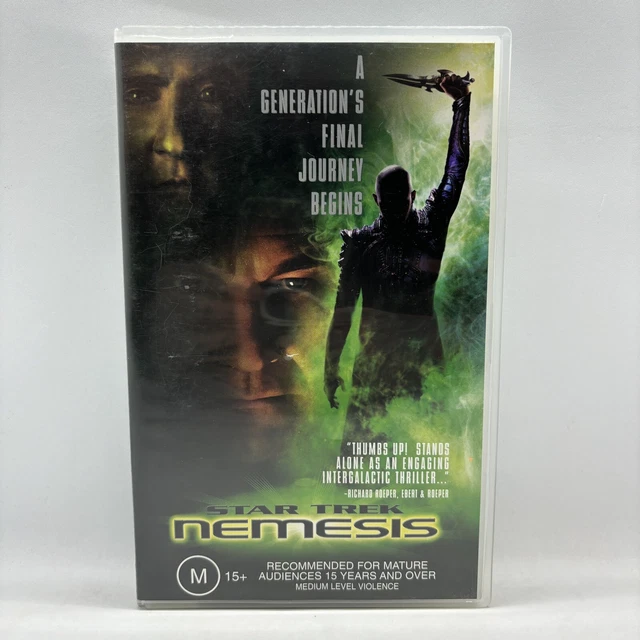 A
GENERATION'S
FINAL
JOURNEY
BEGINS
"THUMBS UP! STANDS
ALONE AS AN ENGAGING
INTERGALACTIC THRILLER..."
-RICHARD ROEPER, EBERT & ROEPER
STAR TREK
NEMESIS
M 15+
RECOMMENDED FOR MATURE
AUDIENCES 15 YEARS AND OVER
MEDIUM LEVEL VIOLENCE